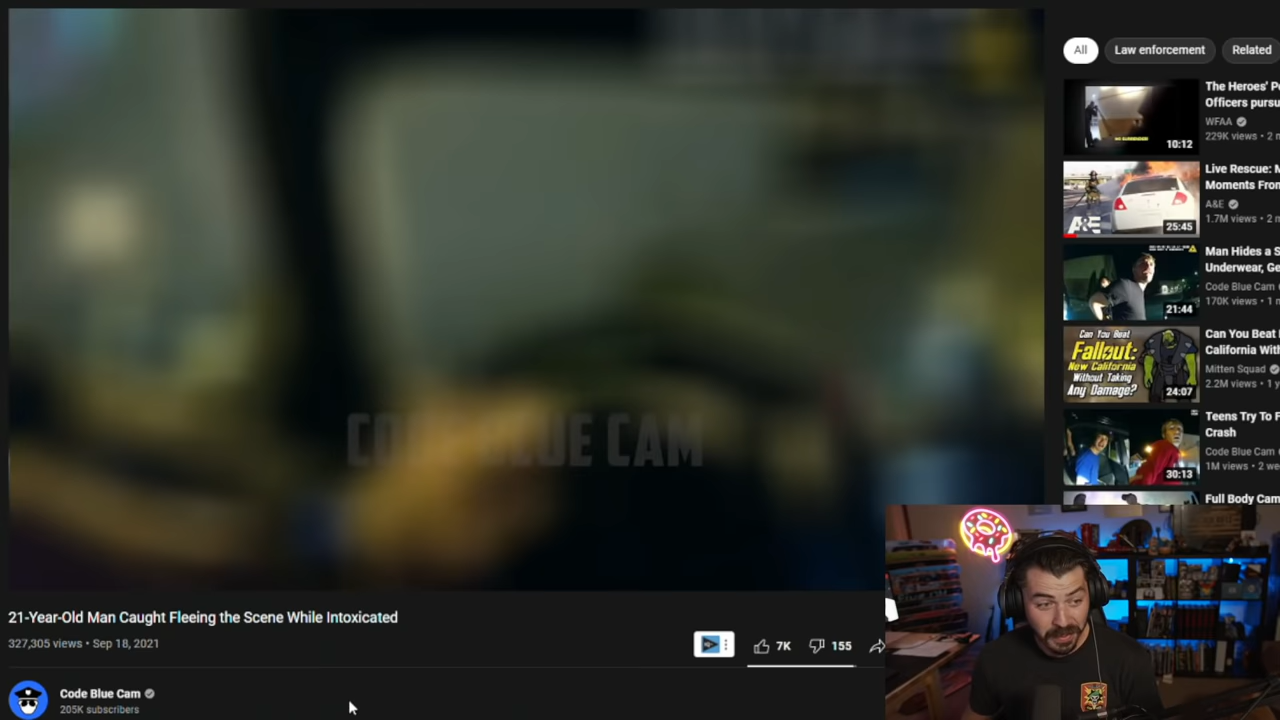 All
Law enforcement
Related
The Heroes' P
Officers pursu
WFAA
229K views • 2 m
10:12
Live Rescue: M
Moments From
A&E
1.7M views • 2 m
A&E
25:45
Man Hides a S
Underwear, Ge
Code Blue Cam
170K views • 1 m
21:44
Can You Beat
Fallout:
New California
Without Taking
Any Damage?
24:07
Can You Beat
California With
Mitten Squad
2.2M views • 1 y
Teens Try To F
Crash
Code Blue Cam
1M views • 2 we
30:13
Full Body Cam
CODE BLUE CAM
21-Year-Old Man Caught Fleeing the Scene While Intoxicated
327,305 views • Sep 18, 2021
7K
155
Code Blue Cam
205K subscribers